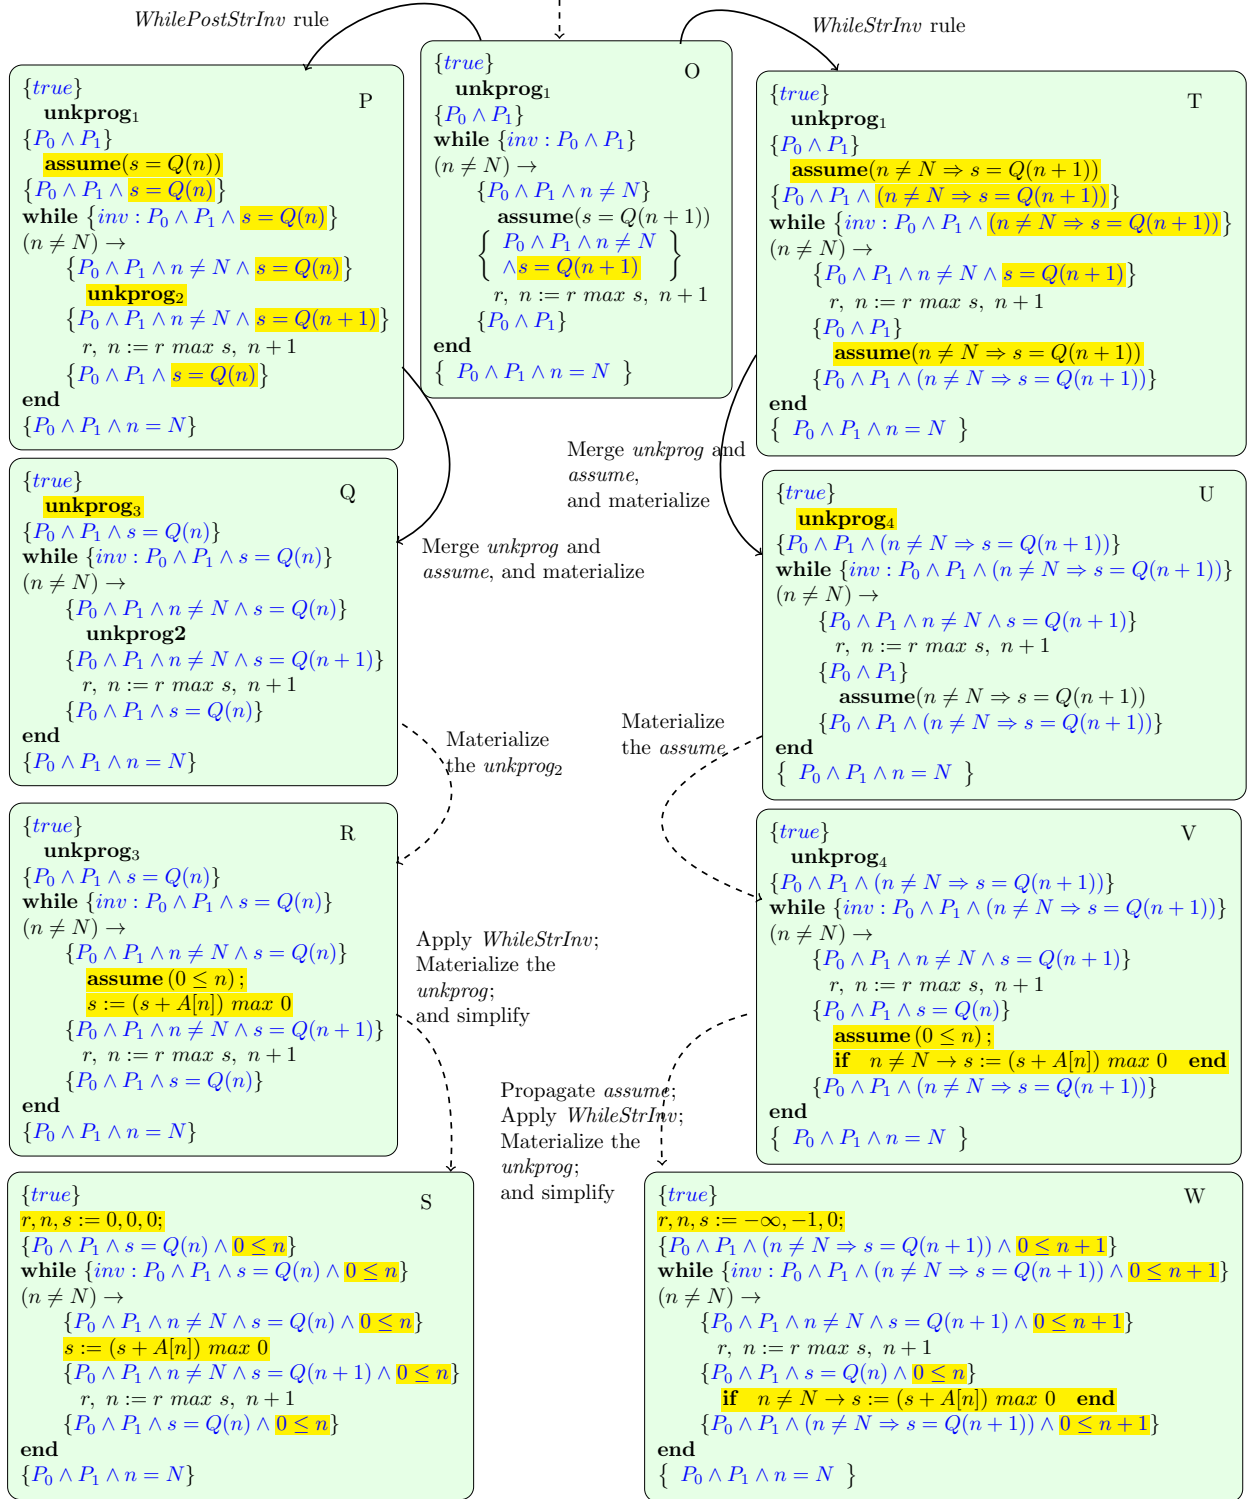 WhilePostStrInv rule
WhileStrInv rule
P
{true}
unkprog₁
{P₀ ∧ P₁}
assume(s = Q(n))
{P₀ ∧ P₁ ∧ s = Q(n)}
while {inv : P₀ ∧ P₁ ∧ s = Q(n)}
(n ≠ N) →
{P₀ ∧ P₁ ∧ n ≠ N ∧ s = Q(n)}
unkprog₂
{P₀ ∧ P₁ ∧ n ≠ N ∧ s = Q(n + 1)}
r, n := r max s, n + 1
{P₀ ∧ P₁ ∧ s = Q(n)}
end
{P₀ ∧ P₁ ∧ n = N}
O
{true}
unkprog₁
{P₀ ∧ P₁}
while {inv : P₀ ∧ P₁}
(n ≠ N) →
{P₀ ∧ P₁ ∧ n ≠ N}
assume(s = Q(n + 1))
{ P₀ ∧ P₁ ∧ n ≠ N
∧s = Q(n + 1) }
r, n := r max s, n + 1
{P₀ ∧ P₁}
end
{ P₀ ∧ P₁ ∧ n = N }
T
{true}
unkprog₁
{P₀ ∧ P₁}
assume(n ≠ N ⇒ s = Q(n + 1))
{P₀ ∧ P₁ ∧ (n ≠ N ⇒ s = Q(n + 1))}
while {inv : P₀ ∧ P₁ ∧ (n ≠ N ⇒ s = Q(n + 1))}
(n ≠ N) →
{P₀ ∧ P₁ ∧ n ≠ N ∧ s = Q(n + 1)}
r, n := r max s, n + 1
{P₀ ∧ P₁}
assume(n ≠ N ⇒ s = Q(n + 1))
{P₀ ∧ P₁ ∧ (n ≠ N ⇒ s = Q(n + 1))}
end
{ P₀ ∧ P₁ ∧ n = N }
Merge unkprog and
assume,
and materialize
Merge unkprog and
assume, and materialize
Q
{true}
unkprog₃
{P₀ ∧ P₁ ∧ s = Q(n)}
while {inv : P₀ ∧ P₁ ∧ s = Q(n)}
(n ≠ N) →
{P₀ ∧ P₁ ∧ n ≠ N ∧ s = Q(n)}
unkprog2
{P₀ ∧ P₁ ∧ n ≠ N ∧ s = Q(n + 1)}
r, n := r max s, n + 1
{P₀ ∧ P₁ ∧ s = Q(n)}
end
{P₀ ∧ P₁ ∧ n = N}
U
{true}
unkprog₄
{P₀ ∧ P₁ ∧ (n ≠ N ⇒ s = Q(n + 1))}
while {inv : P₀ ∧ P₁ ∧ (n ≠ N ⇒ s = Q(n + 1))}
(n ≠ N) →
{P₀ ∧ P₁ ∧ n ≠ N ∧ s = Q(n + 1)}
r, n := r max s, n + 1
{P₀ ∧ P₁}
assume(n ≠ N ⇒ s = Q(n + 1))
{P₀ ∧ P₁ ∧ (n ≠ N ⇒ s = Q(n + 1))}
end
{ P₀ ∧ P₁ ∧ n = N }
Materialize
the unkprog₂
Materialize
the assume
R
{true}
unkprog₃
{P₀ ∧ P₁ ∧ s = Q(n)}
while {inv : P₀ ∧ P₁ ∧ s = Q(n)}
(n ≠ N) →
{P₀ ∧ P₁ ∧ n ≠ N ∧ s = Q(n)}
assume (0 ≤ n) ;
s := (s + A[n]) max 0
{P₀ ∧ P₁ ∧ n ≠ N ∧ s = Q(n + 1)}
r, n := r max s, n + 1
{P₀ ∧ P₁ ∧ s = Q(n)}
end
{P₀ ∧ P₁ ∧ n = N}
V
{true}
unkprog₄
{P₀ ∧ P₁ ∧ (n ≠ N ⇒ s = Q(n + 1))}
while {inv : P₀ ∧ P₁ ∧ (n ≠ N ⇒ s = Q(n + 1))}
(n ≠ N) →
{P₀ ∧ P₁ ∧ n ≠ N ∧ s = Q(n + 1)}
r, n := r max s, n + 1
{P₀ ∧ P₁ ∧ s = Q(n)}
assume (0 ≤ n) ;
if n ≠ N → s := (s + A[n]) max 0 end
{P₀ ∧ P₁ ∧ (n ≠ N ⇒ s = Q(n + 1))}
end
{ P₀ ∧ P₁ ∧ n = N }
Apply WhileStrInv;
Materialize the
unkprog;
and simplify
Propagate assume;
Apply WhileStrInv;
Materialize the
unkprog;
and simplify
S
{true}
r, n, s := 0, 0, 0;
{P₀ ∧ P₁ ∧ s = Q(n) ∧ 0 ≤ n}
while {inv : P₀ ∧ P₁ ∧ s = Q(n) ∧ 0 ≤ n}
(n ≠ N) →
{P₀ ∧ P₁ ∧ n ≠ N ∧ s = Q(n) ∧ 0 ≤ n}
s := (s + A[n]) max 0
{P₀ ∧ P₁ ∧ n ≠ N ∧ s = Q(n + 1) ∧ 0 ≤ n}
r, n := r max s, n + 1
{P₀ ∧ P₁ ∧ s = Q(n) ∧ 0 ≤ n}
end
{P₀ ∧ P₁ ∧ n = N}
W
{true}
r, n, s := −∞, −1, 0;
{P₀ ∧ P₁ ∧ (n ≠ N ⇒ s = Q(n + 1)) ∧ 0 ≤ n + 1}
while {inv : P₀ ∧ P₁ ∧ (n ≠ N ⇒ s = Q(n + 1)) ∧ 0 ≤ n + 1}
(n ≠ N) →
{P₀ ∧ P₁ ∧ n ≠ N ∧ s = Q(n + 1) ∧ 0 ≤ n + 1}
r, n := r max s, n + 1
{P₀ ∧ P₁ ∧ s = Q(n) ∧ 0 ≤ n}
if n ≠ N → s := (s + A[n]) max 0 end
{P₀ ∧ P₁ ∧ (n ≠ N ⇒ s = Q(n + 1)) ∧ 0 ≤ n + 1}
end
{ P₀ ∧ P₁ ∧ n = N }